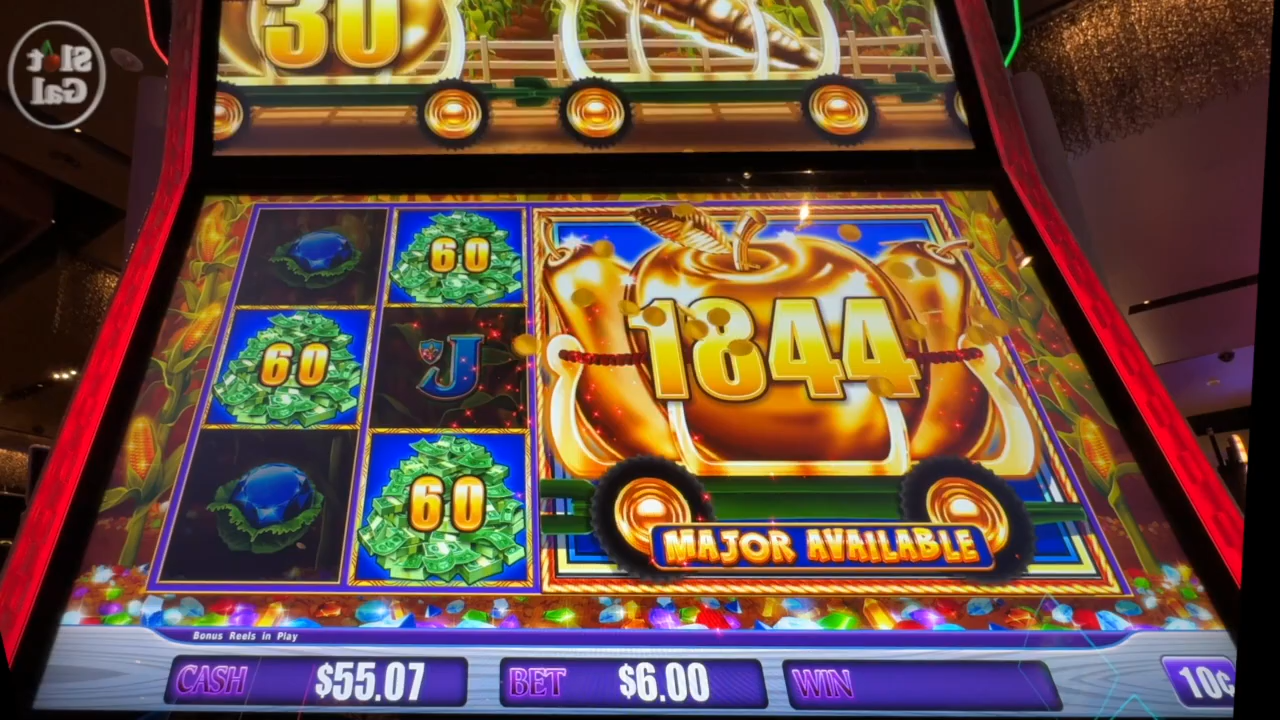 Slot
Gal
30
60
60
J
60
1844
MAJOR AVAILABLE
Bonus Reels in Play
CASH $55.07
BET $6.00
WIN
10¢